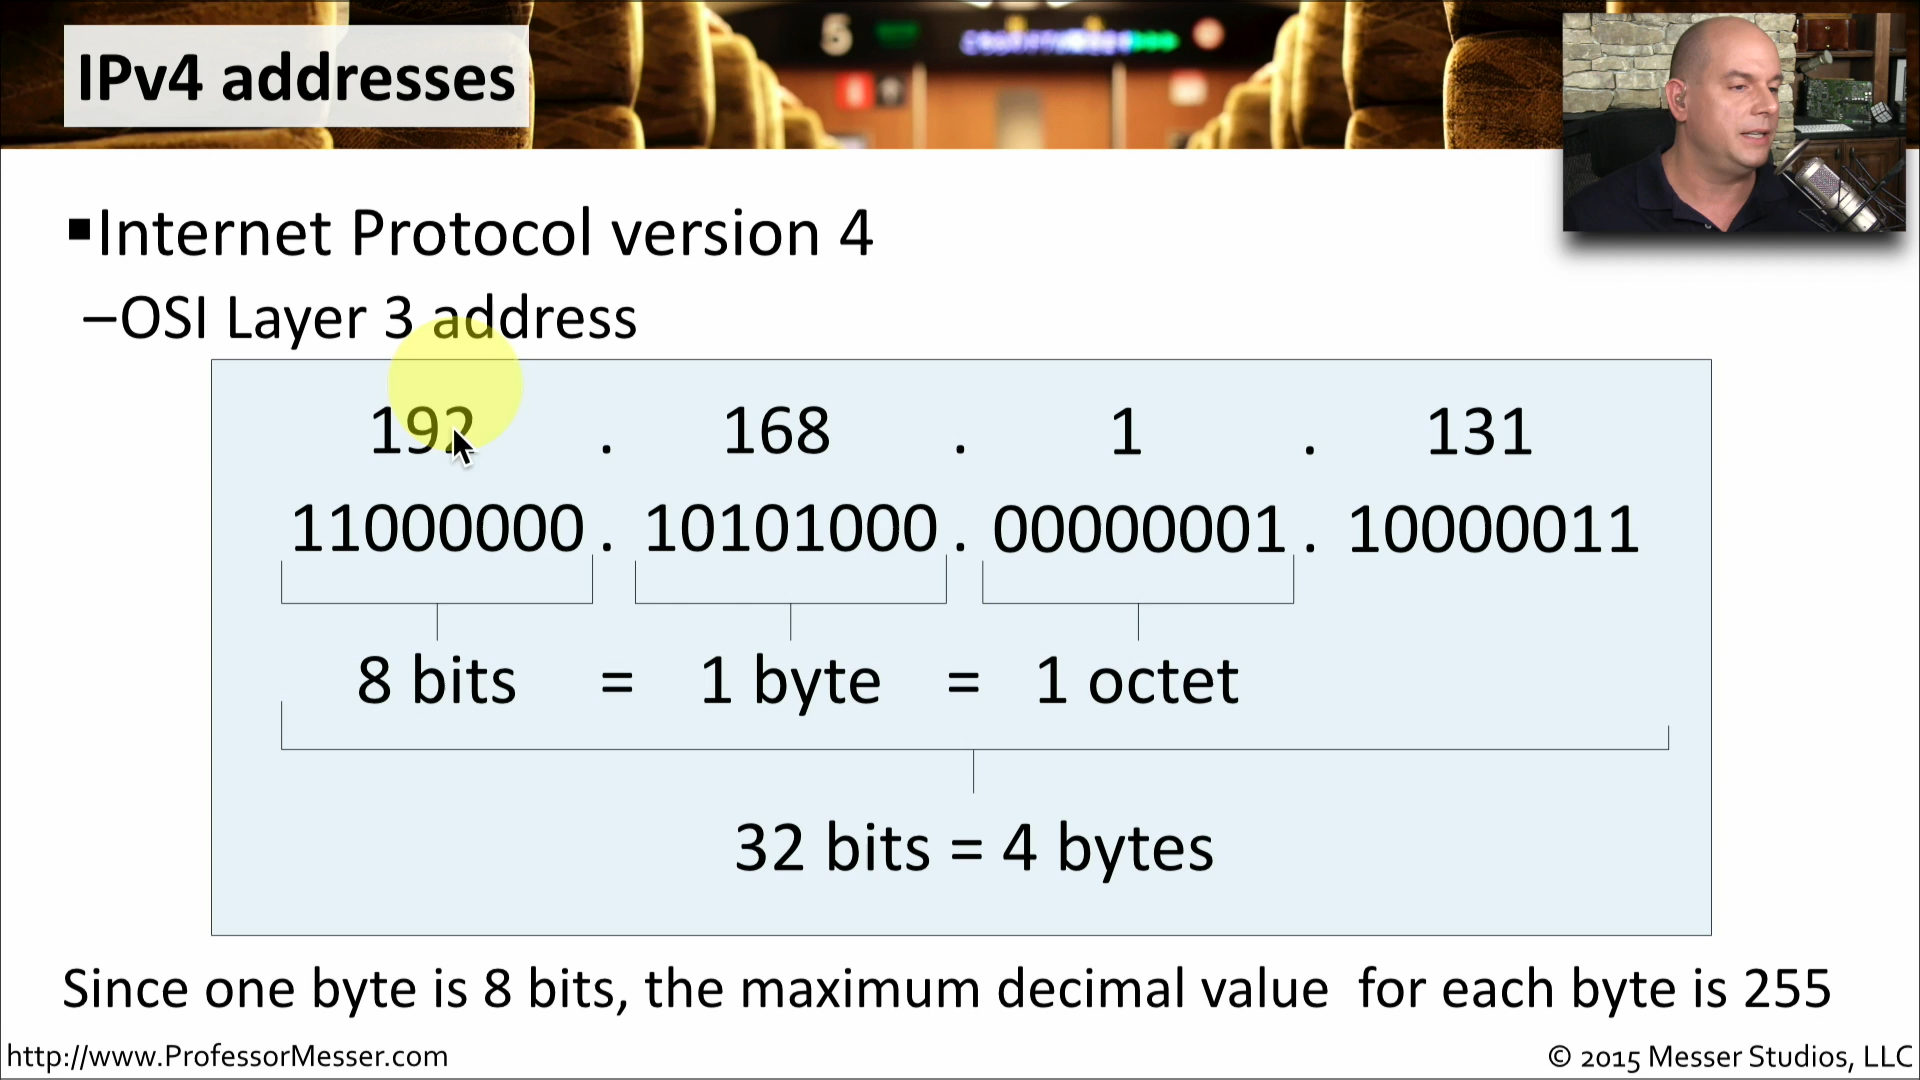 IPv4 addresses
5
▪Internet Protocol version 4
–OSI Layer 3 address
192 . 168 . 1 . 131
11000000 . 10101000 . 00000001 . 10000011
8 bits = 1 byte = 1 octet
32 bits = 4 bytes
Since one byte is 8 bits, the maximum decimal value for each byte is 255
http://www.ProfessorMesser.com
© 2015 Messer Studios, LLC